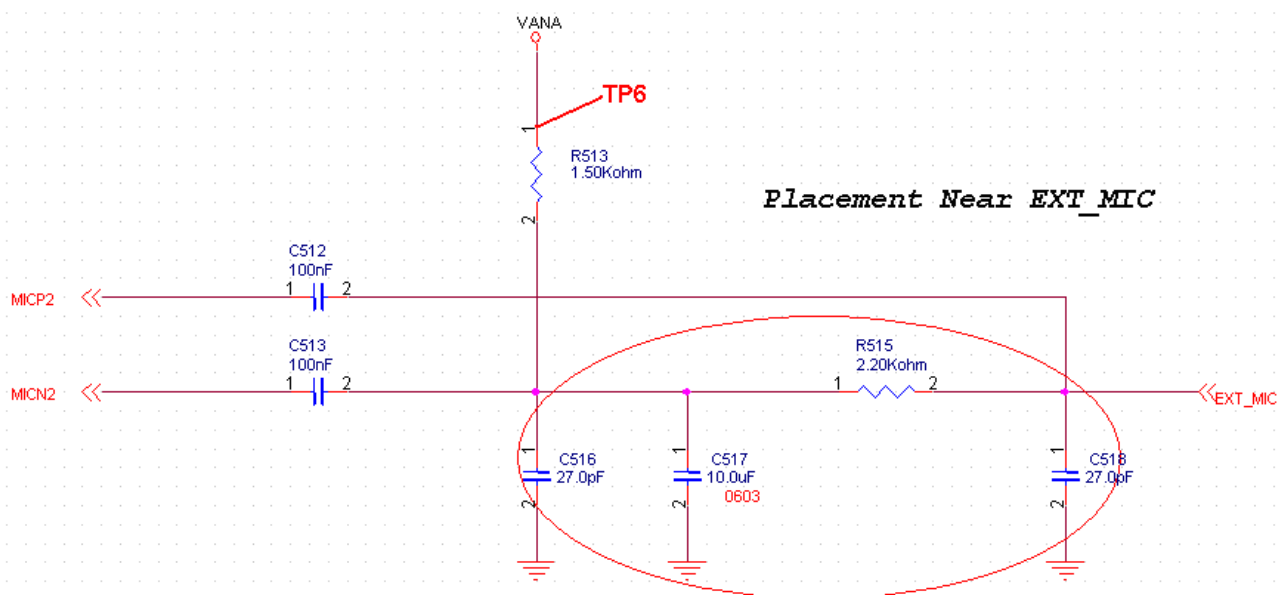 VANA
TP6
1
R513
1.50Kohm
2
Placement Near EXT_MIC
C512
100nF
MICP2
1
2
C513
100nF
MICN2
1
2
R515
2.20Kohm
1
2
EXT_MIC
1
C516
27.0pF
2
1
C517
10.0uF
0603
2
1
C518
27.0pF
2